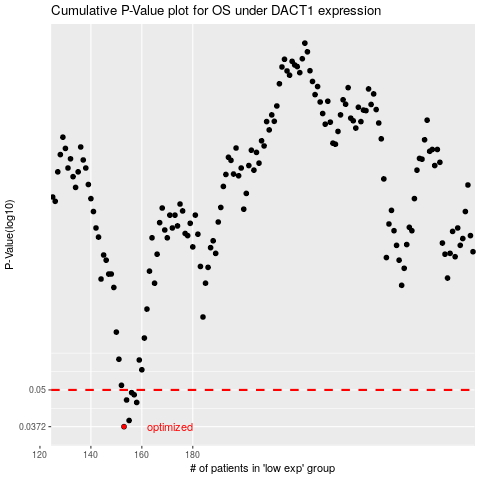 Cumulative P-Value plot for OS under DACT1 expression
P-Value(log10)
0.05
0.0372
optimized
120 140 160 180
# of patients in 'low exp' group